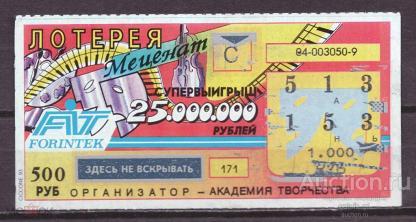 ЛОТЕРЕЯ
Меценат
С
94-003050-9
СУПЕРВЫИГРЫШ
25.000.000
РУБЛЕЙ
5 1 3
А
1 5 3
Н Ь
1.000
FORINTEK
ЗДЕСЬ НЕ ВСКРЫВАТЬ
171
500
РУБ ОРГАНИЗАТОР - АКАДЕМИЯ ТВОРЧЕСТВА